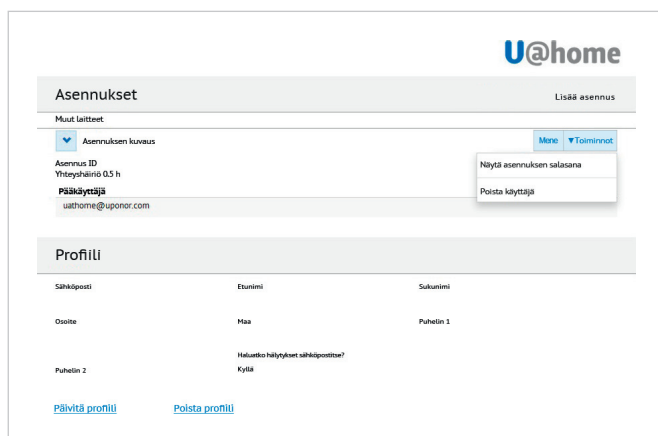 U@home
Asennukset
Lisää asennus
Muut laitteet
Asennuksen kuvaus
Mene ▼Toiminnot
Asennus ID
Yhteyshäiriö 0.5 h
Näytä asennuksen salasana
Pääkäyttäjä
Poista käyttäjä
uathome@uponor.com
Profiili
Sähköposti Etunimi Sukunimi
Osoite Maa Puhelin 1
Haluatko hälytykset sähköpostitse?
Puhelin 2 Kyllä
Päivitä profiili Poista profiili